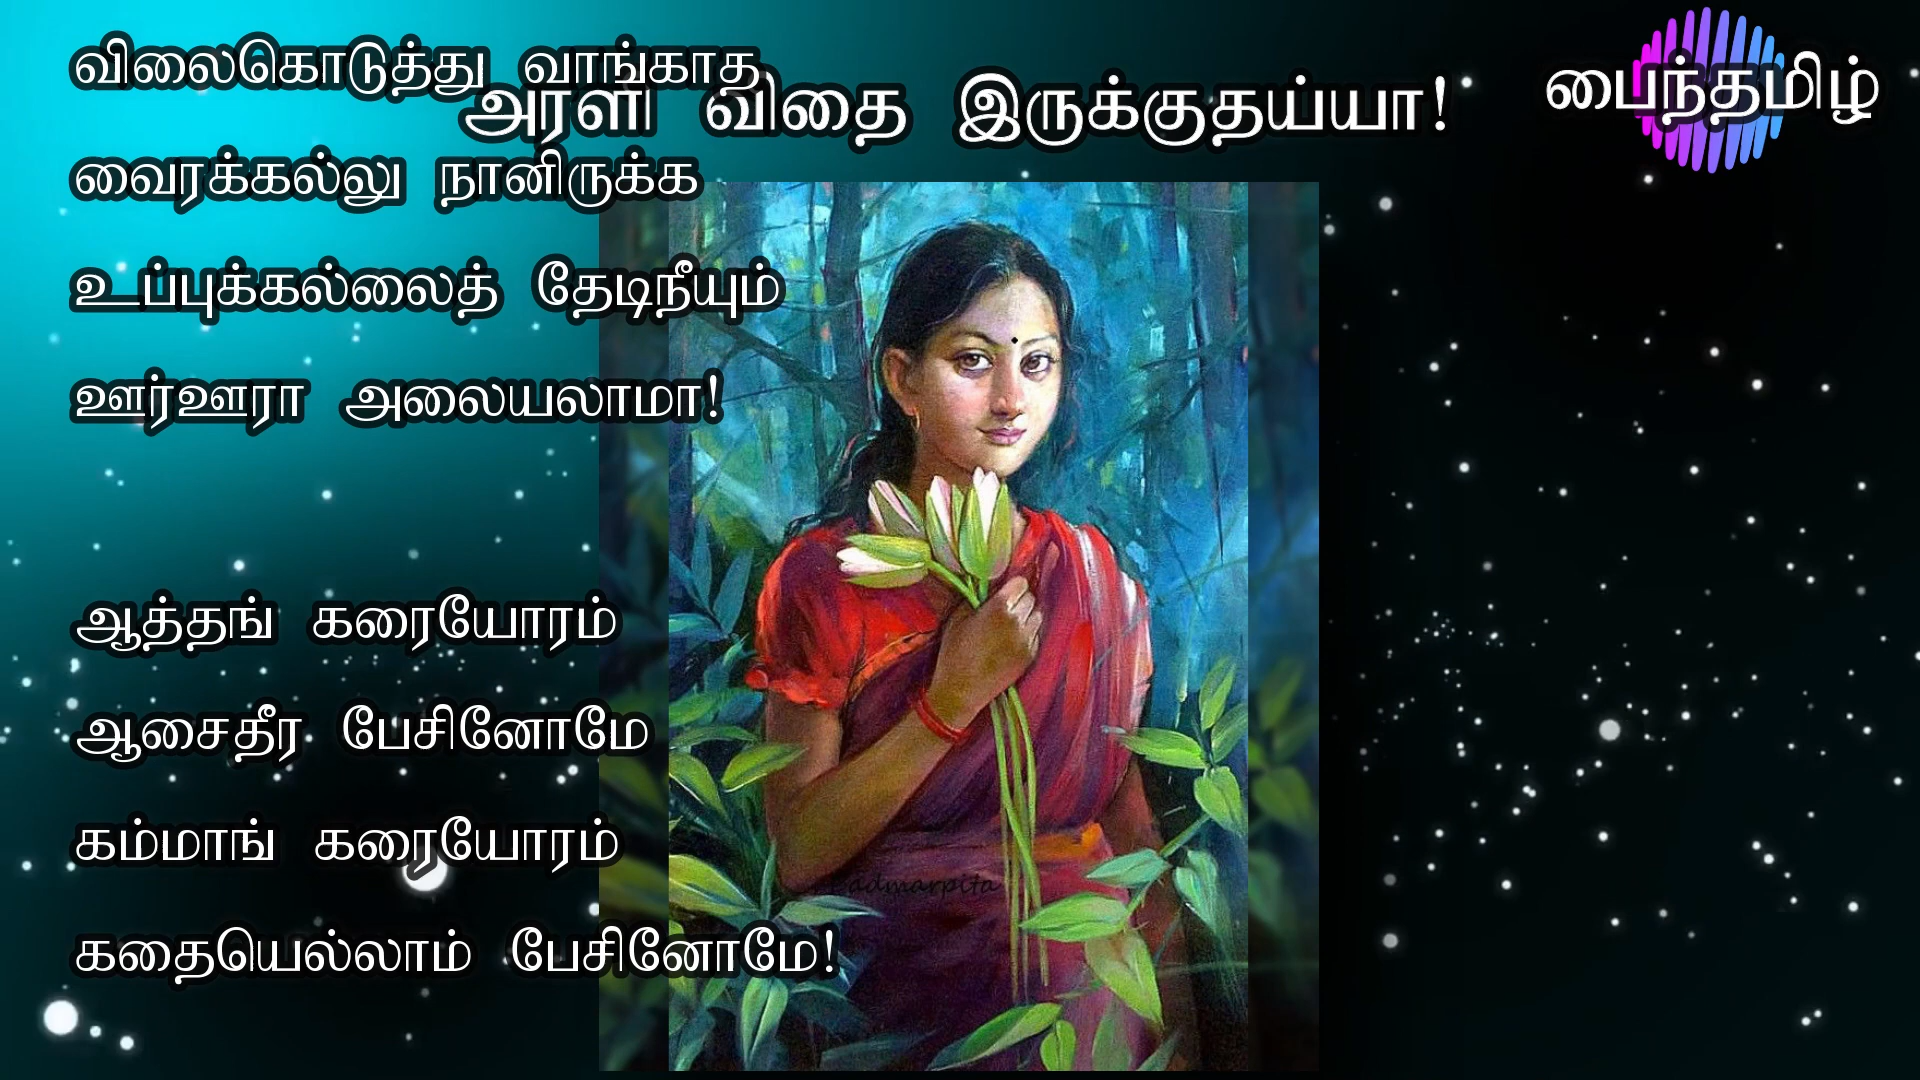 அரளி விதை இருக்குதய்யா!
பைந்தமிழ்
விலைகொடுத்து வாங்காத
வைரக்கல்லு நானிருக்க
உப்புக்கல்லைத் தேடிநீயும்
ஊர்ஊரா அலையலாமா!
ஆத்தங் கரையோரம்
ஆசைதீர பேசினோமே
கம்மாங் கரையோரம்
கதையெல்லாம் பேசினோமே!
Padmarpita